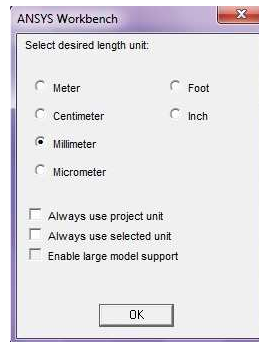 ANSYS Workbench
Select desired length unit:
Meter
Foot
Centimeter
Inch
Millimeter
Micrometer
Always use project unit
Always use selected unit
Enable large model support
OK